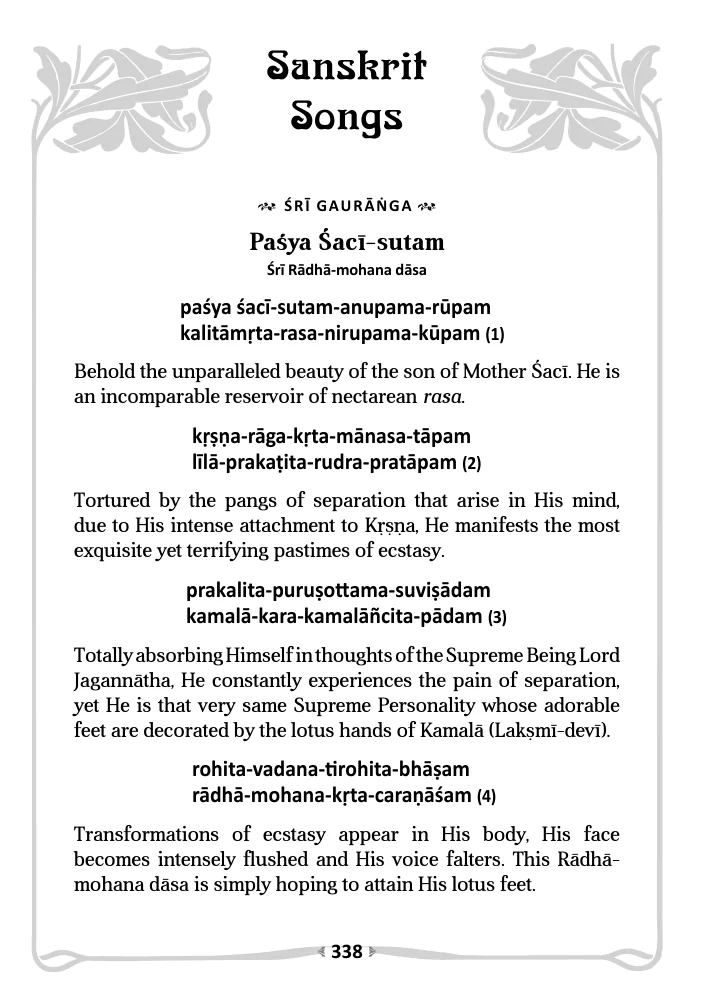 Sanskrit
Songs
ŚRĪ GAURĀṄGA
Paśya Śacī-sutam
Śrī Rādhā-mohana dāsa
paśya śacī-sutam-anupama-rūpam
kalitāmṛta-rasa-nirupama-kūpam (1)
Behold the unparalleled beauty of the son of Mother Śacī. He is
an incomparable reservoir of nectarean rasa.
kṛṣṇa-rāga-kṛta-mānasa-tāpam
līlā-prakaṭita-rudra-pratāpam (2)
Tortured by the pangs of separation that arise in His mind,
due to His intense attachment to Kṛṣṇa, He manifests the most
exquisite yet terrifying pastimes of ecstasy.
prakalita-puruṣottama-suviṣādam
kamalā-kara-kamalāñcita-pādam (3)
Totally absorbing Himself in thoughts of the Supreme Being Lord
Jagannātha, He constantly experiences the pain of separation,
yet He is that very same Supreme Personality whose adorable
feet are decorated by the lotus hands of Kamalā (Lakṣmī-devī).
rohita-vadana-tirohita-bhāṣam
rādhā-mohana-kṛta-caraṇāśam (4)
Transformations of ecstasy appear in His body, His face
becomes intensely flushed and His voice falters. This Rādhā-
mohana dāsa is simply hoping to attain His lotus feet.
338